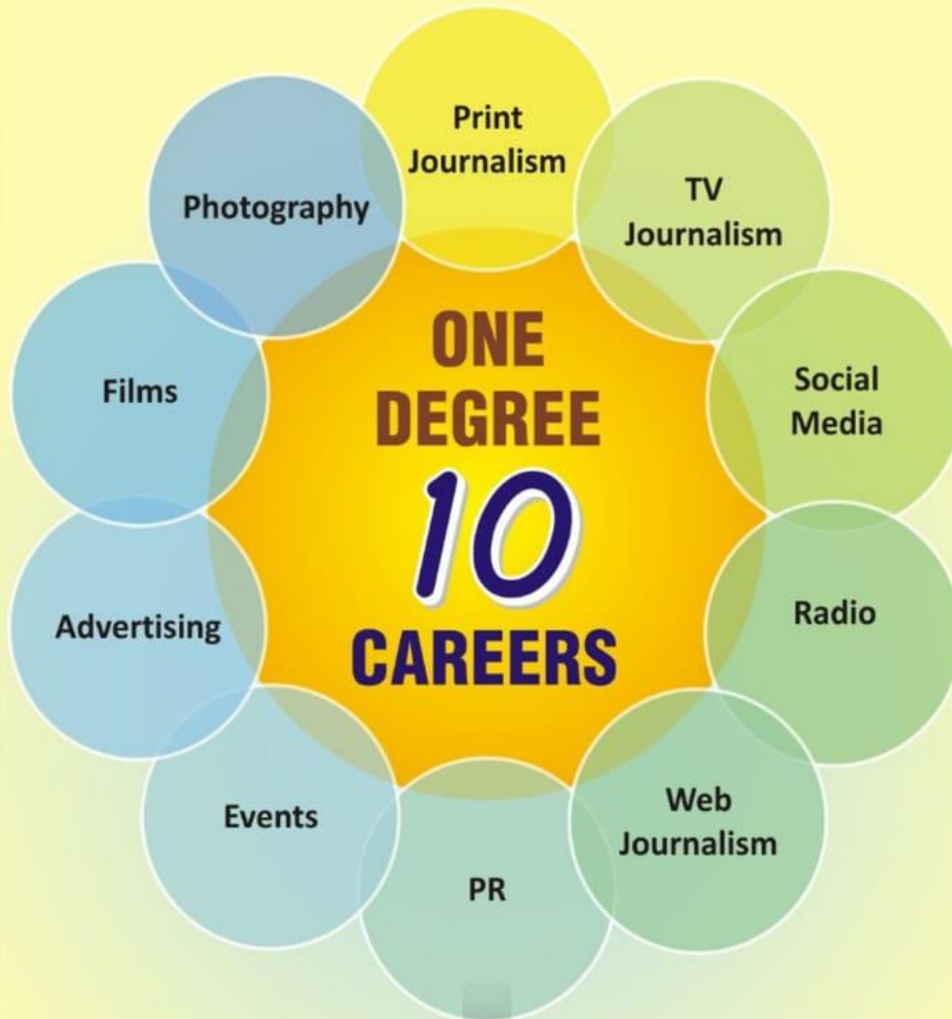 ONE
DEGREE
10
CAREERS
Print
Journalism
TV
Journalism
Social
Media
Radio
Web
Journalism
PR
Events
Advertising
Films
Photography